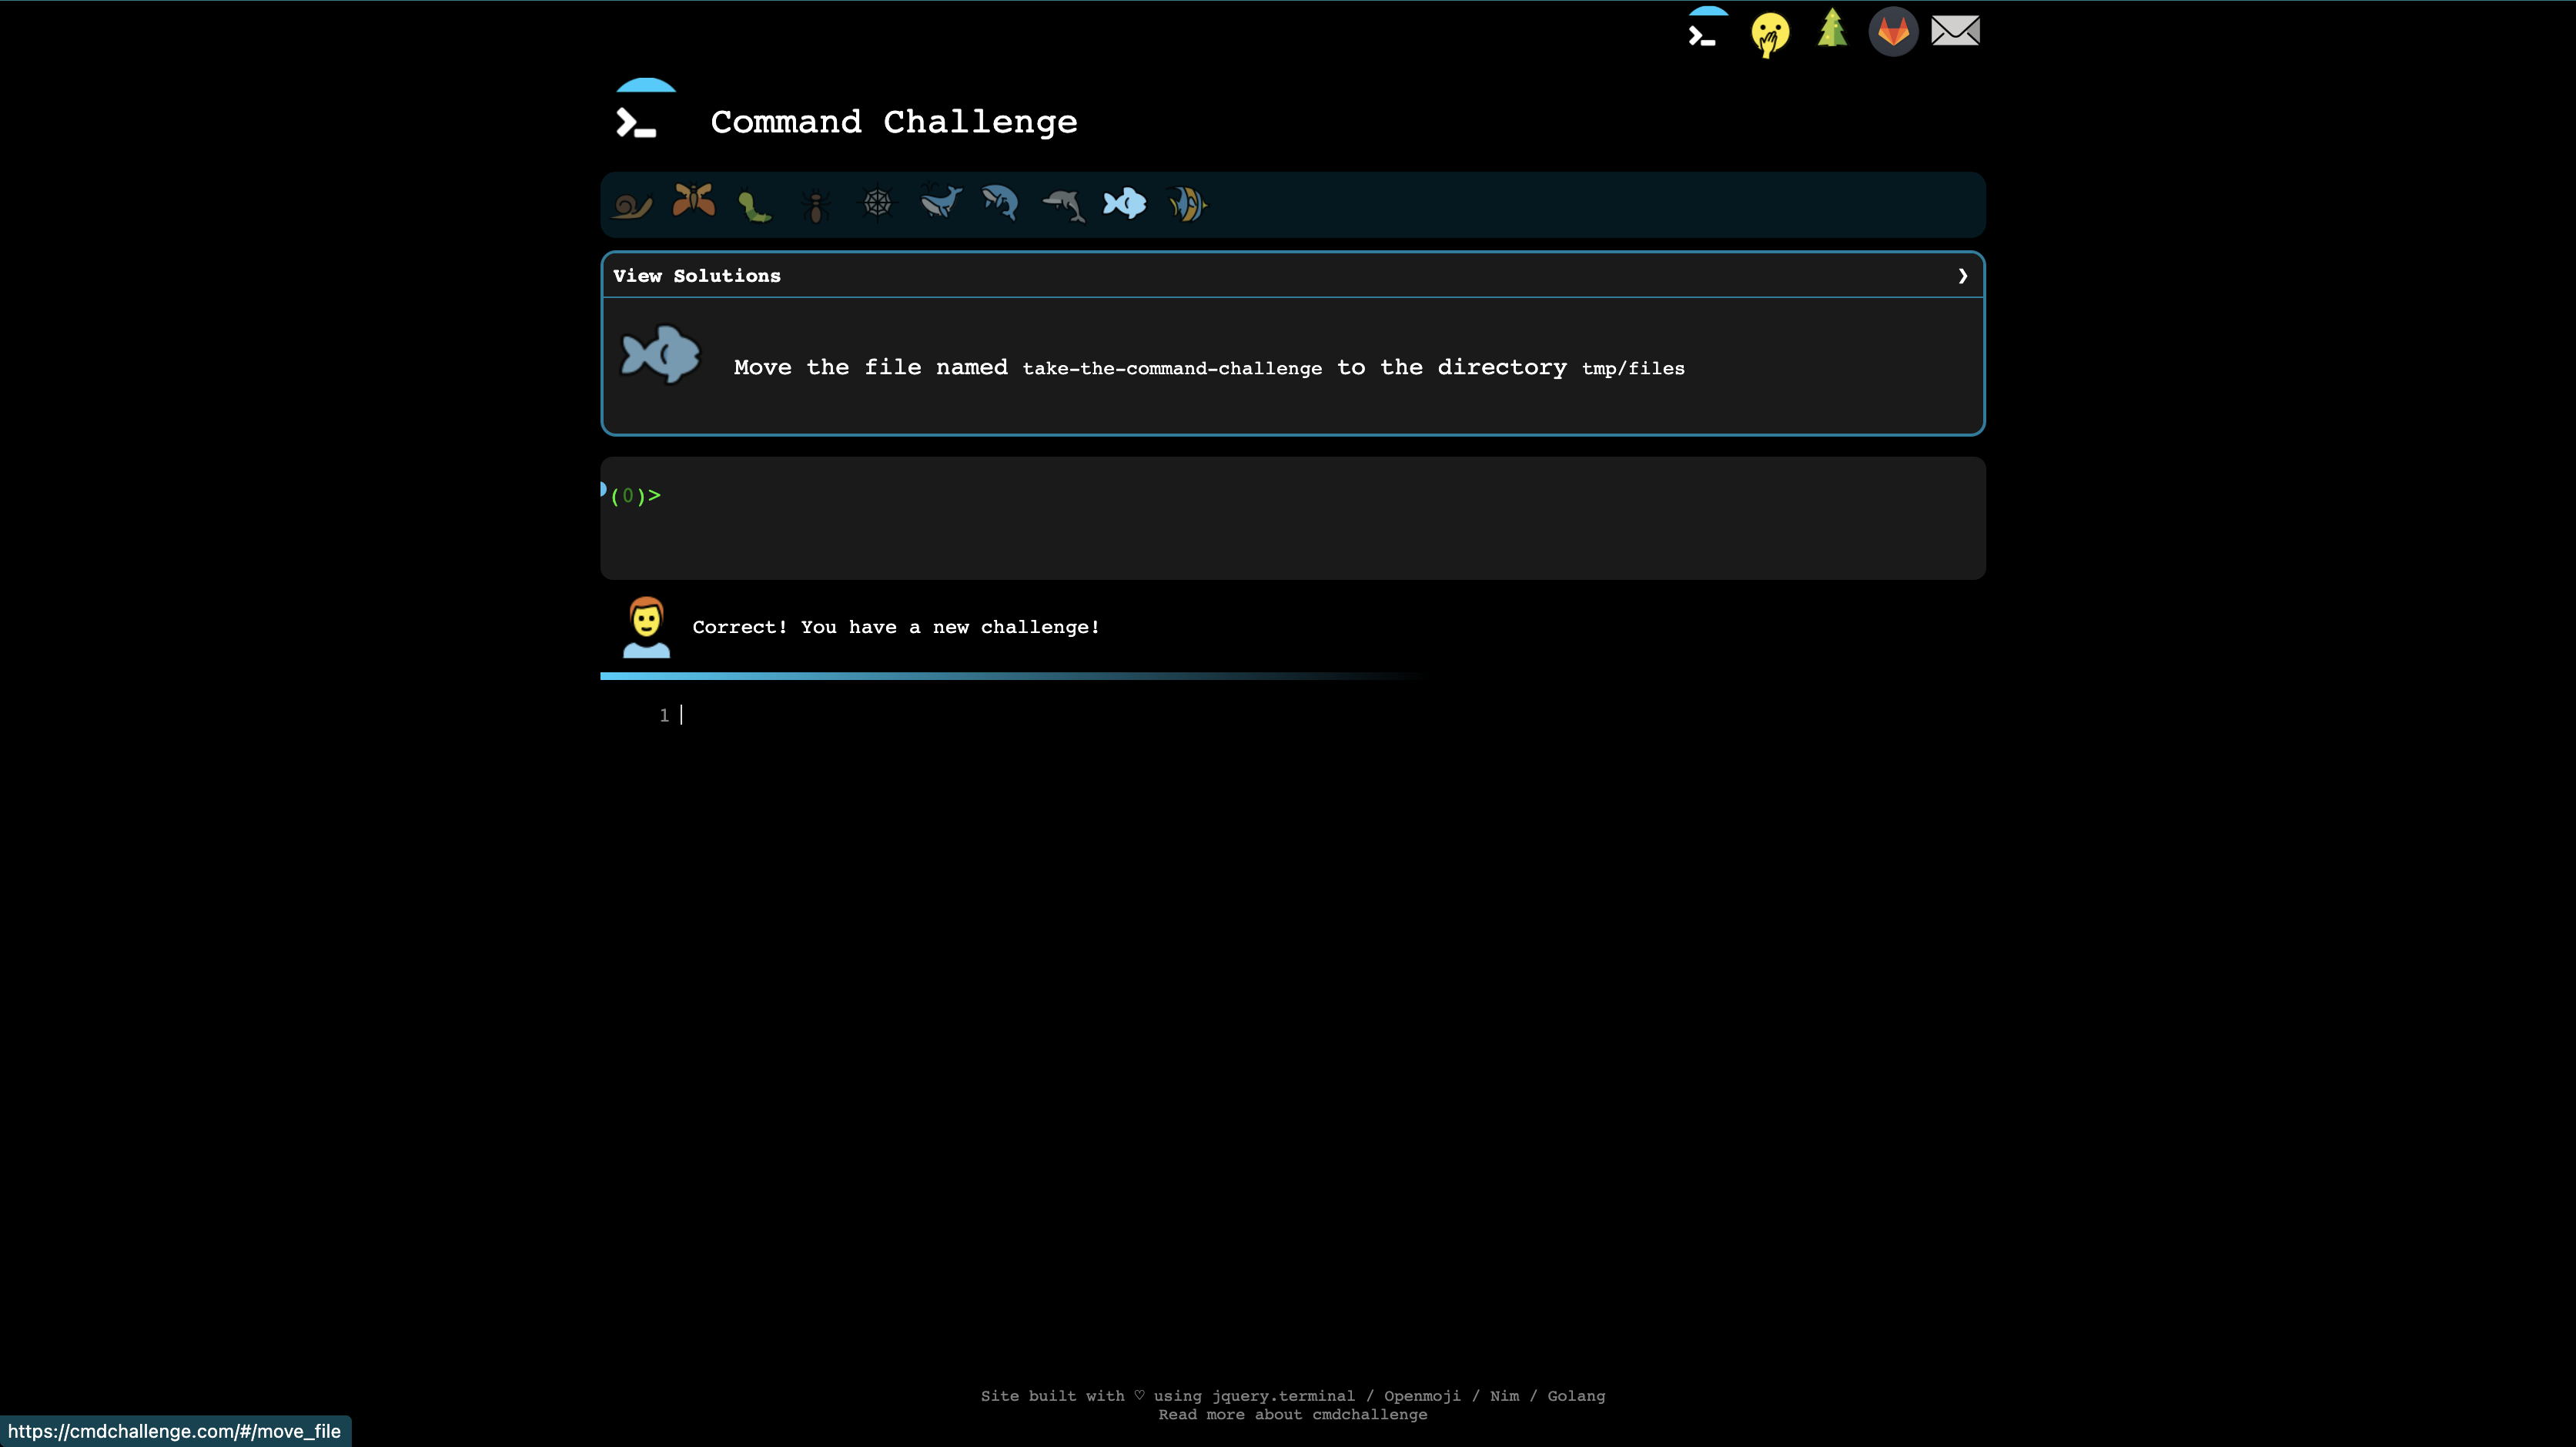 Command Challenge
View Solutions
Move the file named take-the-command-challenge to the directory tmp/files
(0)>
Correct! You have a new challenge!
1
Site built with ♡ using jquery.terminal / Openmoji / Nim / Golang
Read more about cmdchallenge
https://cmdchallenge.com/#/move_file